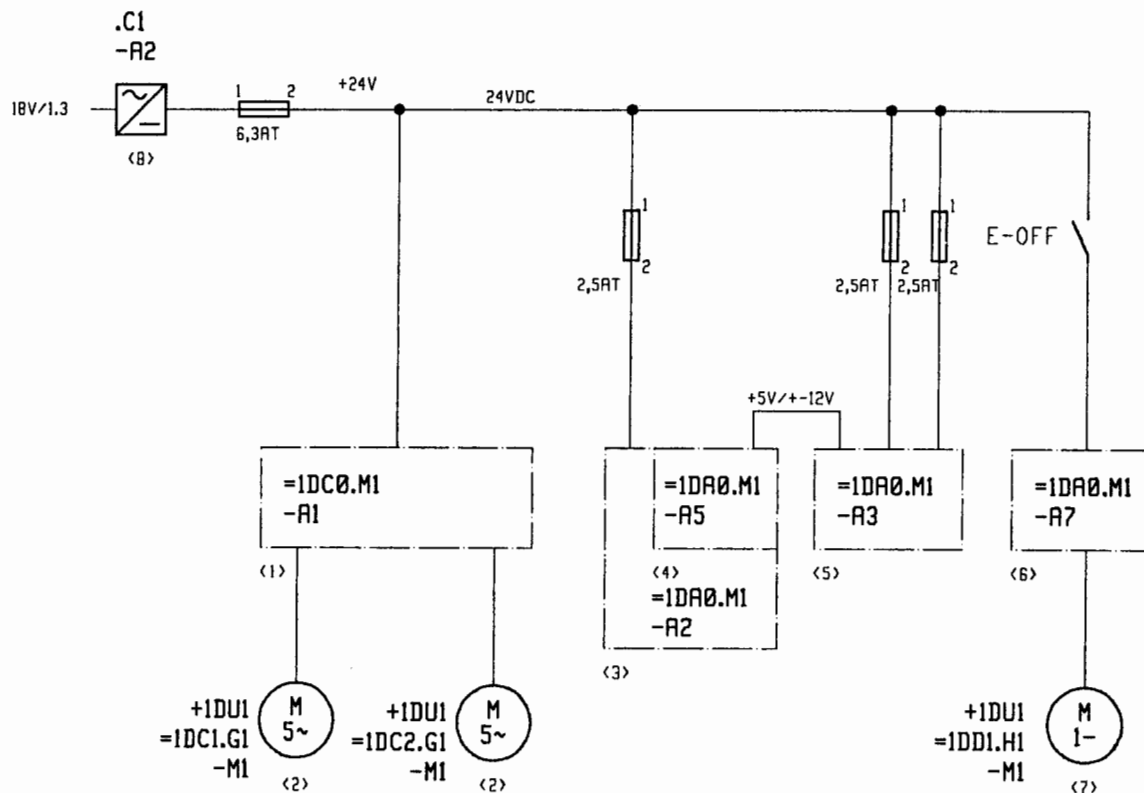 .C1
-A2
18V/1.3
1 2
+24V
24VDC
6,3AT
<8>
1
2
2,5AT
1
2
2,5AT
1
2
2,5AT
E-OFF
+5V/+-12V
=1DC0.M1
-A1
=1DA0.M1
-A5
=1DA0.M1
-A3
=1DA0.M1
-A7
<1>
<4>
<5>
<6>
=1DA0.M1
-A2
<3>
+1DU1
=1DC1.G1
-M1
M
5~
<2>
+1DU1
=1DC2.G1
-M1
M
5~
<2>
+1DU1
=1DD1.H1
-M1
M
1-
<7>